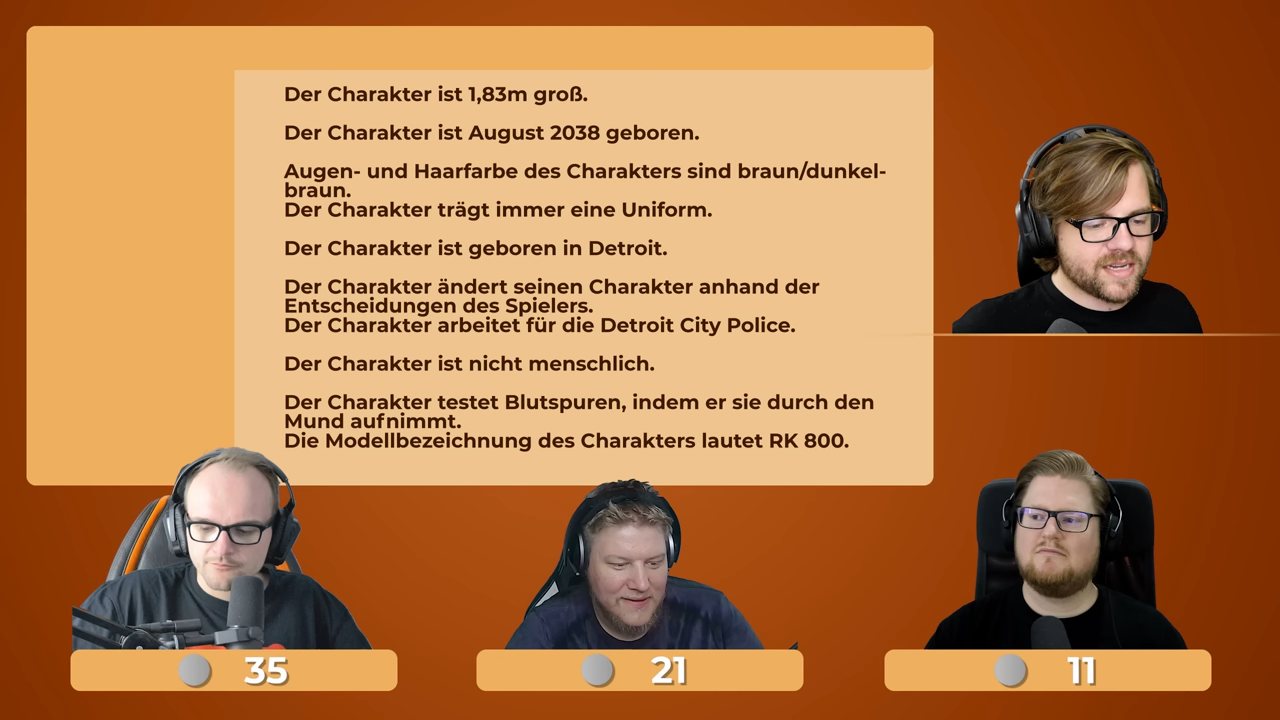 Der Charakter ist 1,83m groß.
Der Charakter ist August 2038 geboren.
Augen- und Haarfarbe des Charakters sind braun/dunkel-
braun.
Der Charakter trägt immer eine Uniform.
Der Charakter ist geboren in Detroit.
Der Charakter ändert seinen Charakter anhand der
Entscheidungen des Spielers.
Der Charakter arbeitet für die Detroit City Police.
Der Charakter ist nicht menschlich.
Der Charakter testet Blutspuren, indem er sie durch den
Mund aufnimmt.
Die Modellbezeichnung des Charakters lautet RK 800.
35
21
11